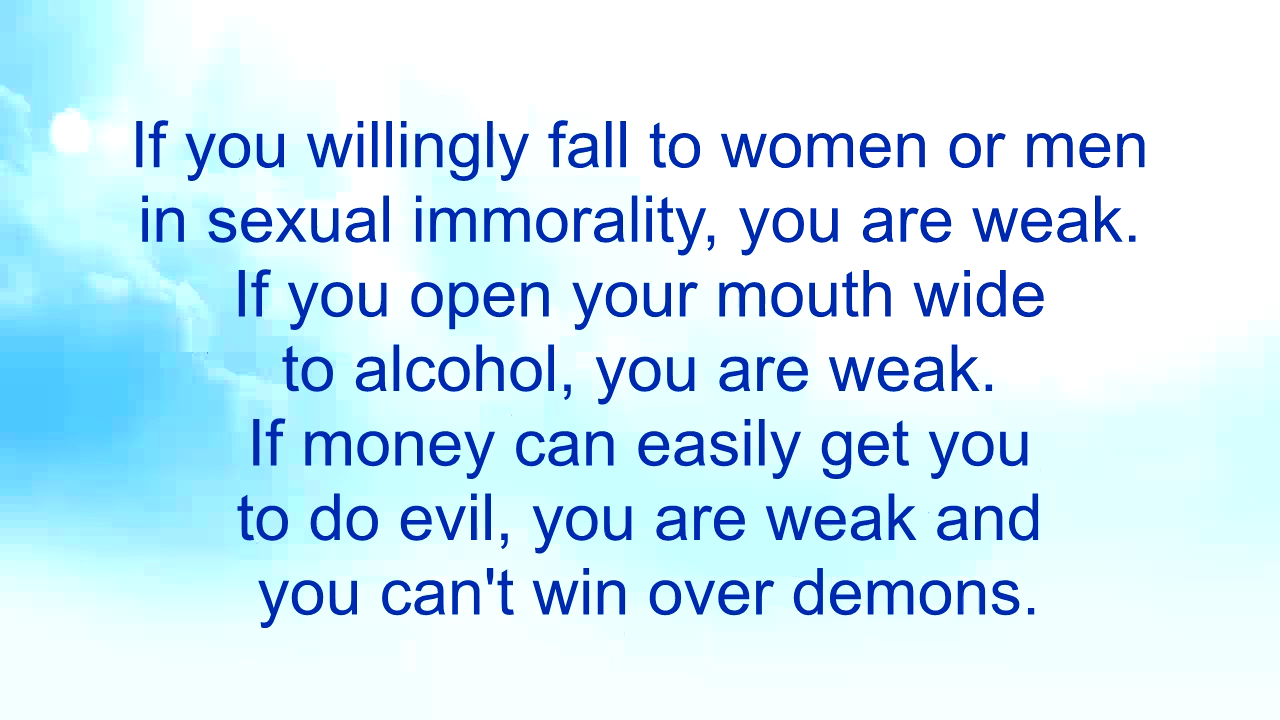 If you willingly fall to women or men
in sexual immorality, you are weak.
If you open your mouth wide
to alcohol, you are weak.
If money can easily get you
to do evil, you are weak and
you can't win over demons.